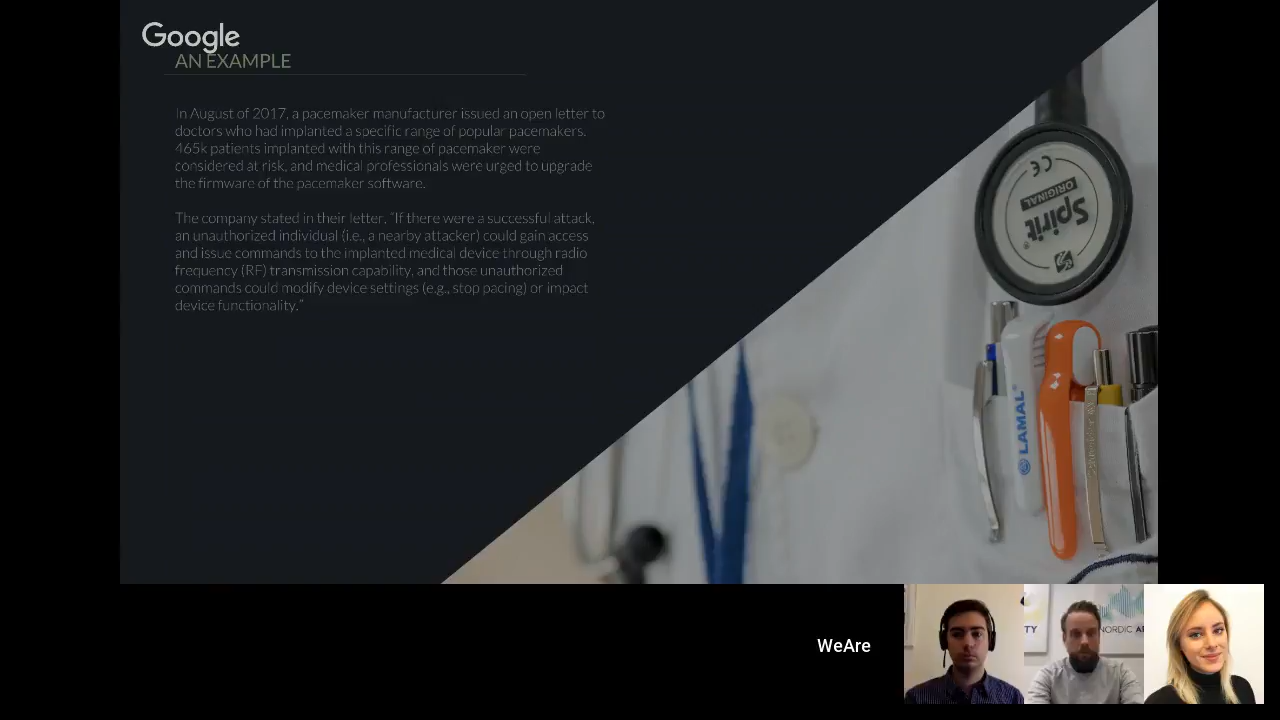 Google
AN EXAMPLE
In August of 2017, a pacemaker manufacturer issued an open letter to
doctors who had implanted a specific range of popular pacemakers.
465k patients implanted with this range of pacemaker were
considered at risk, and medical professionals were urged to upgrade
the firmware of the pacemaker software.
The company stated in their letter, "If there were a successful attack,
an unauthorized individual (i.e., a nearby attacker) could gain access
and issue commands to the implanted medical device through radio
frequency (RF) transmission capability, and those unauthorized
commands could modify device settings (e.g., stop pacing) or impact
device functionality."
CE
ORIGINAL
Spirit®
LAMAL
WeAre
TY
NORDIC AP